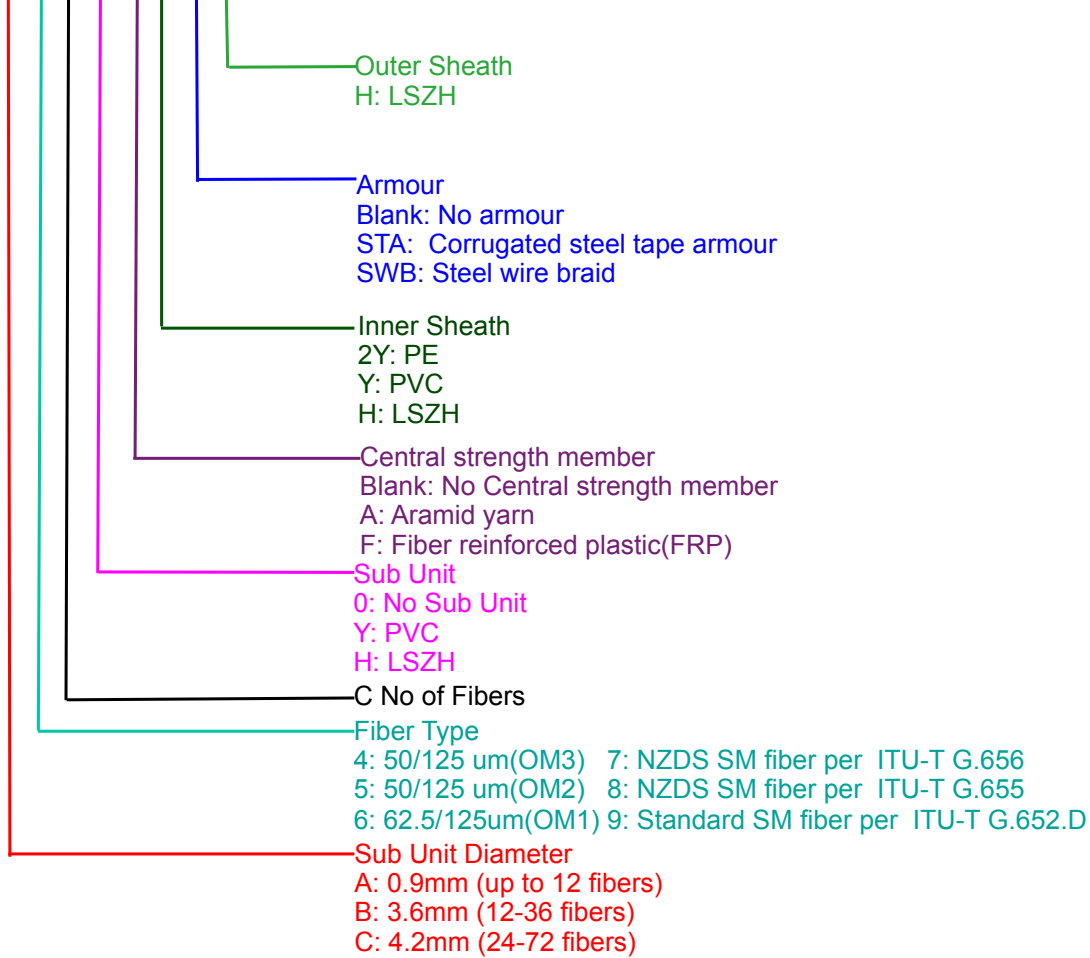 Outer Sheath
H: LSZH
Armour
Blank: No armour
STA:  Corrugated steel tape armour
SWB: Steel wire braid
Inner Sheath
2Y: PE
Y: PVC
H: LSZH
Central strength member
Blank: No Central strength member
A: Aramid yarn
F: Fiber reinforced plastic(FRP)
Sub Unit
0: No Sub Unit
Y: PVC
H: LSZH
C No of Fibers
Fiber Type
4: 50/125 um(OM3)   7: NZDS SM fiber per  ITU-T G.656
5: 50/125 um(OM2)   8: NZDS SM fiber per  ITU-T G.655
6: 62.5/125um(OM1) 9: Standard SM fiber per  ITU-T G.652.D
Sub Unit Diameter
A: 0.9mm (up to 12 fibers)
B: 3.6mm (12-36 fibers)
C: 4.2mm (24-72 fibers)